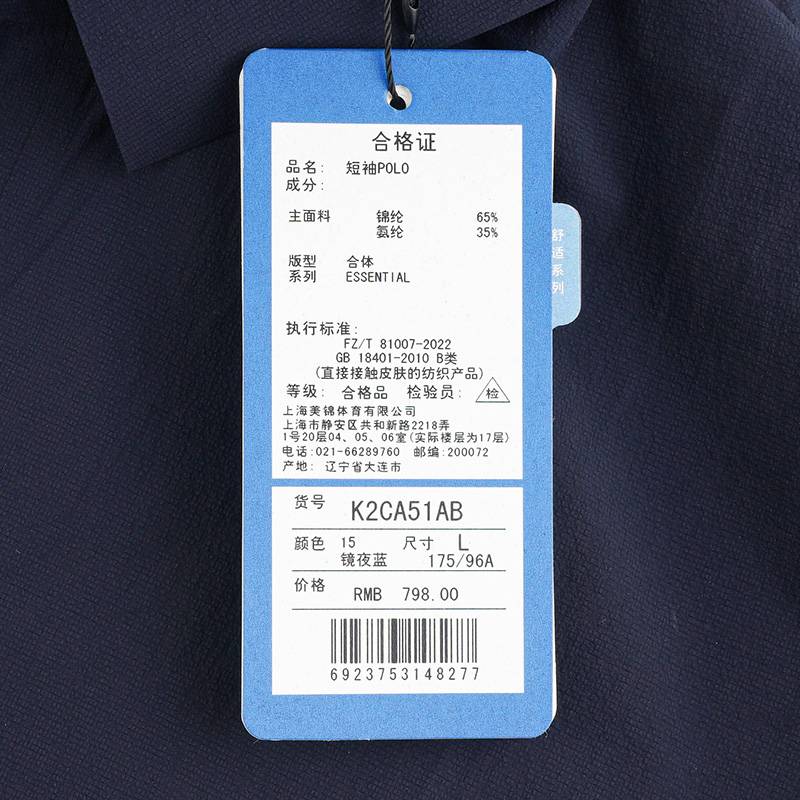 合格证
品名: 短袖POLO
成分:
主面料 锦纶 65%
氨纶 35%
版型 合体
系列 ESSENTIAL
执行标准:
FZ/T 81007-2022
GB 18401-2010 B类
(直接接触皮肤的纺织产品)
等级: 合格品 检验员: 检
上海美锦体育有限公司
上海市静安区共和新路2218弄
1号20层04、05、06室(实际楼层为17层)
电话:021-66289760 邮编:200072
产地: 辽宁省大连市
货号 K2CA51AB
颜色 15 尺寸 L
镜夜蓝 175/96A
价格 RMB 798.00
6923753148277
舒适系列